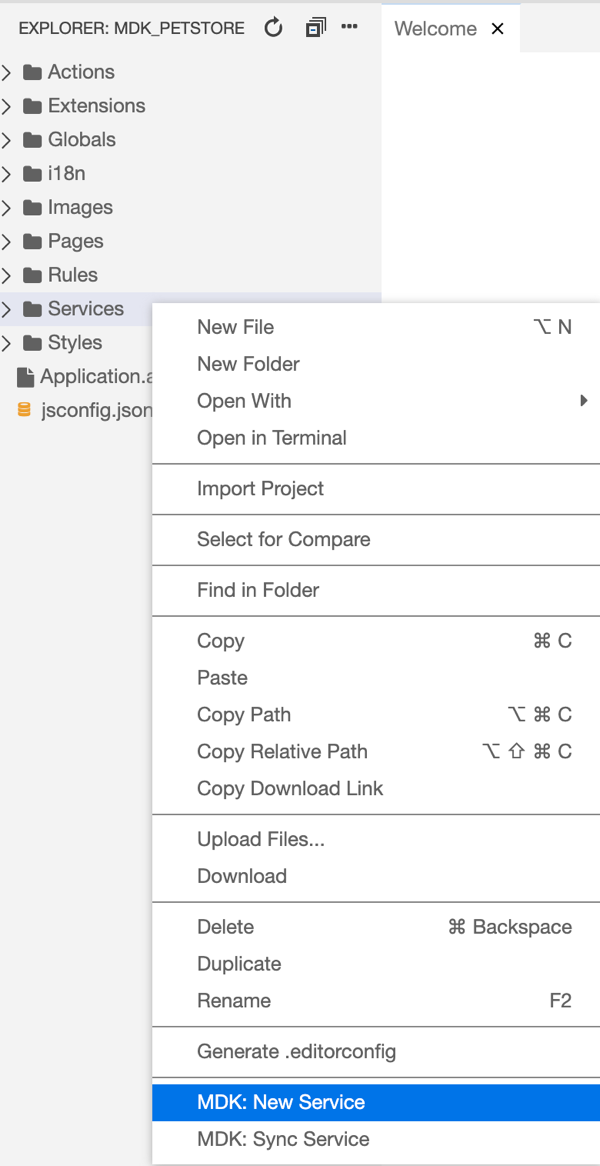 EXPLORER: MDK_PETSTORE ••• Welcome ×
Actions
Extensions
Globals
i18n
Images
Pages
Rules
Services
Styles
Application.a
jsconfig.json
New File ⌥ N
New Folder
Open With
Open in Terminal
Import Project
Select for Compare
Find in Folder
Copy ⌘ C
Paste
Copy Path ⌥ ⌘ C
Copy Relative Path ⌥ ⇧ ⌘ C
Copy Download Link
Upload Files...
Download
Delete ⌘ Backspace
Duplicate
Rename F2
Generate .editorconfig
MDK: New Service
MDK: Sync Service